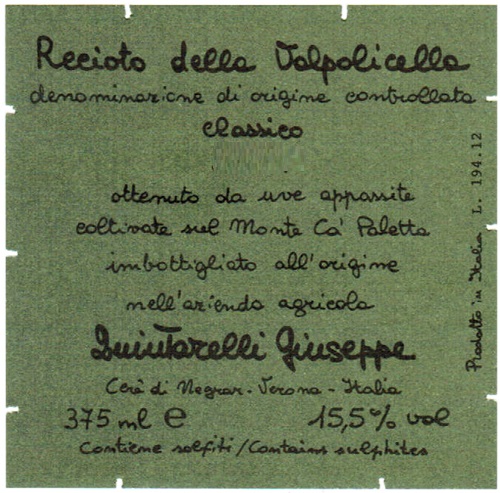 Recioto della Valpolicella
denominazione di origine controllata
classico
ottenuto da uve appassite
coltivate sul Monte Cà Paletta
imbottigliato all'origine
nell'azienda agricola
Quintarelli Giuseppe
Cerè di Negrar - Verona - Italia
375 ml e 15,5% vol
Contiene solfiti/Contains sulphites
Prodotto in Italia L. 194.12